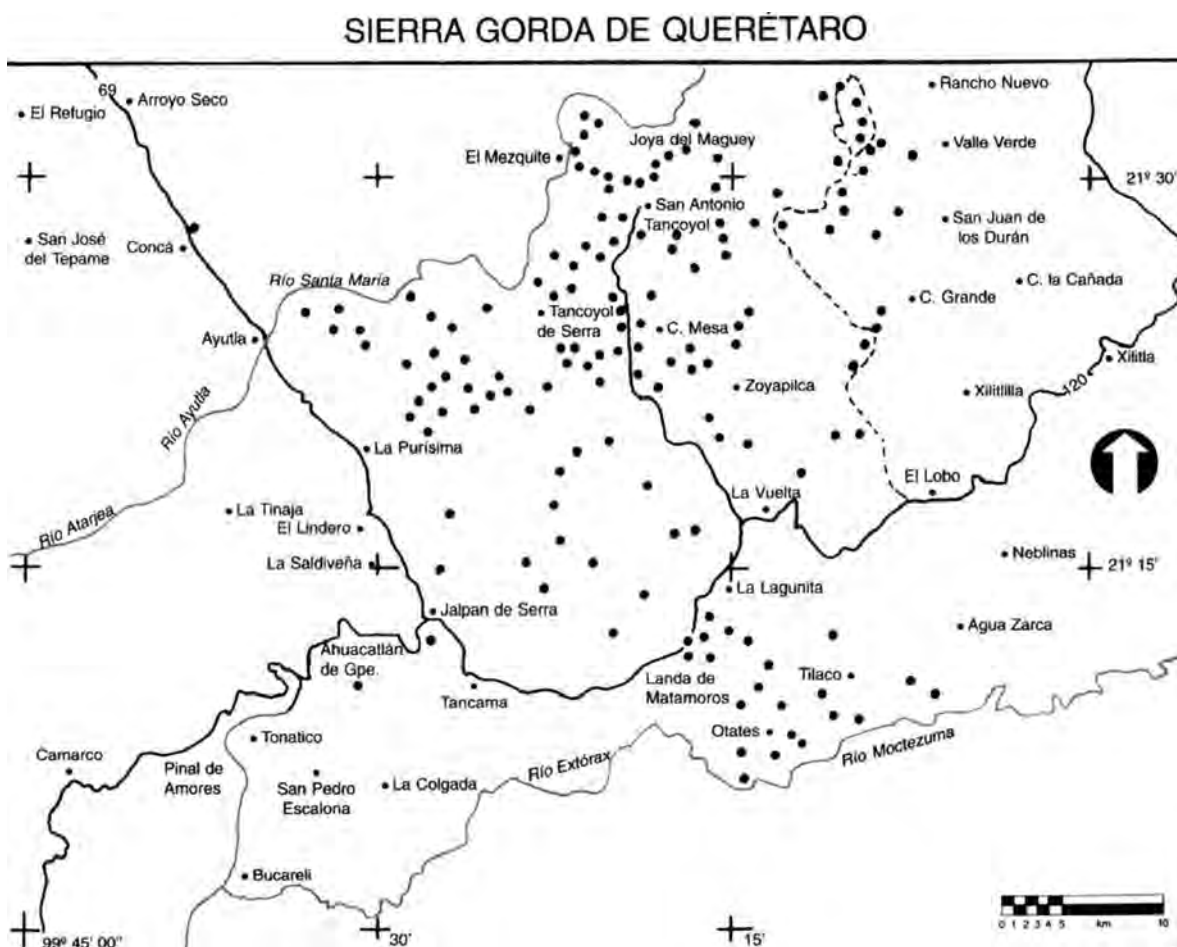 SIERRA GORDA DE QUERÉTARO
69
Arroyo Seco
El Refugio
Rancho Nuevo
Joya del Maguey
Valle Verde
El Mezquite
21º 30'
San Antonio
Tancoyol
San José
del Tepame
Concá
San Juan de
los Durán
Río Santa María
C. la Cañada
C. Grande
Tancoyol
de Serra
C. Mesa
Ayutla
Xilitla
Zoyapilca
Xilitlilla
120
Río Ayutla
La Purísima
El Lobo
La Vuelta
La Tinaja
El Lindero
Río Atarjea
Neblinas
La Saldiveña
21º 15'
La Lagunita
Jalpan de Serra
Agua Zarca
Ahuacatlán
de Gpe.
Tancama
Landa de
Matamoros
Tilaco
Otates
Tonatico
Río Extórax
Río Moctezuma
Camarco
Pinal de
Amores
San Pedro
Escalona
La Colgada
Bucareli
0 1 2 3 4 5 km 10
99º 45' 00"
30'
15'